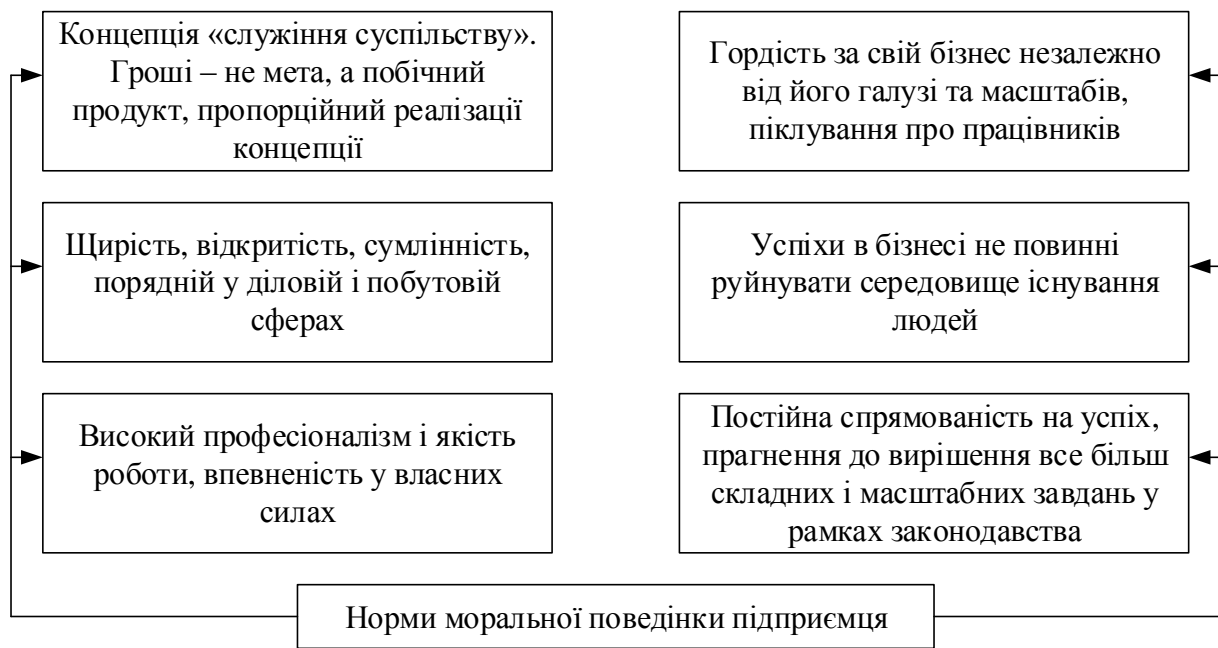 Концепція «служіння суспільству».
Гроші – не мета, а побічний
продукт, пропорційний реалізації
концепції
Щирість, відкритість, сумлінність,
порядній у діловій і побутовій
сферах
Високий професіоналізм і якість
роботи, впевненість у власних
силах
Гордість за свій бізнес незалежно
від його галузі та масштабів,
піклування про працівників
Успіхи в бізнесі не повинні
руйнувати середовище існування
людей
Постійна спрямованість на успіх,
прагнення до вирішення все більш
складних і масштабних завдань у
рамках законодавства
Норми моральної поведінки підприємця